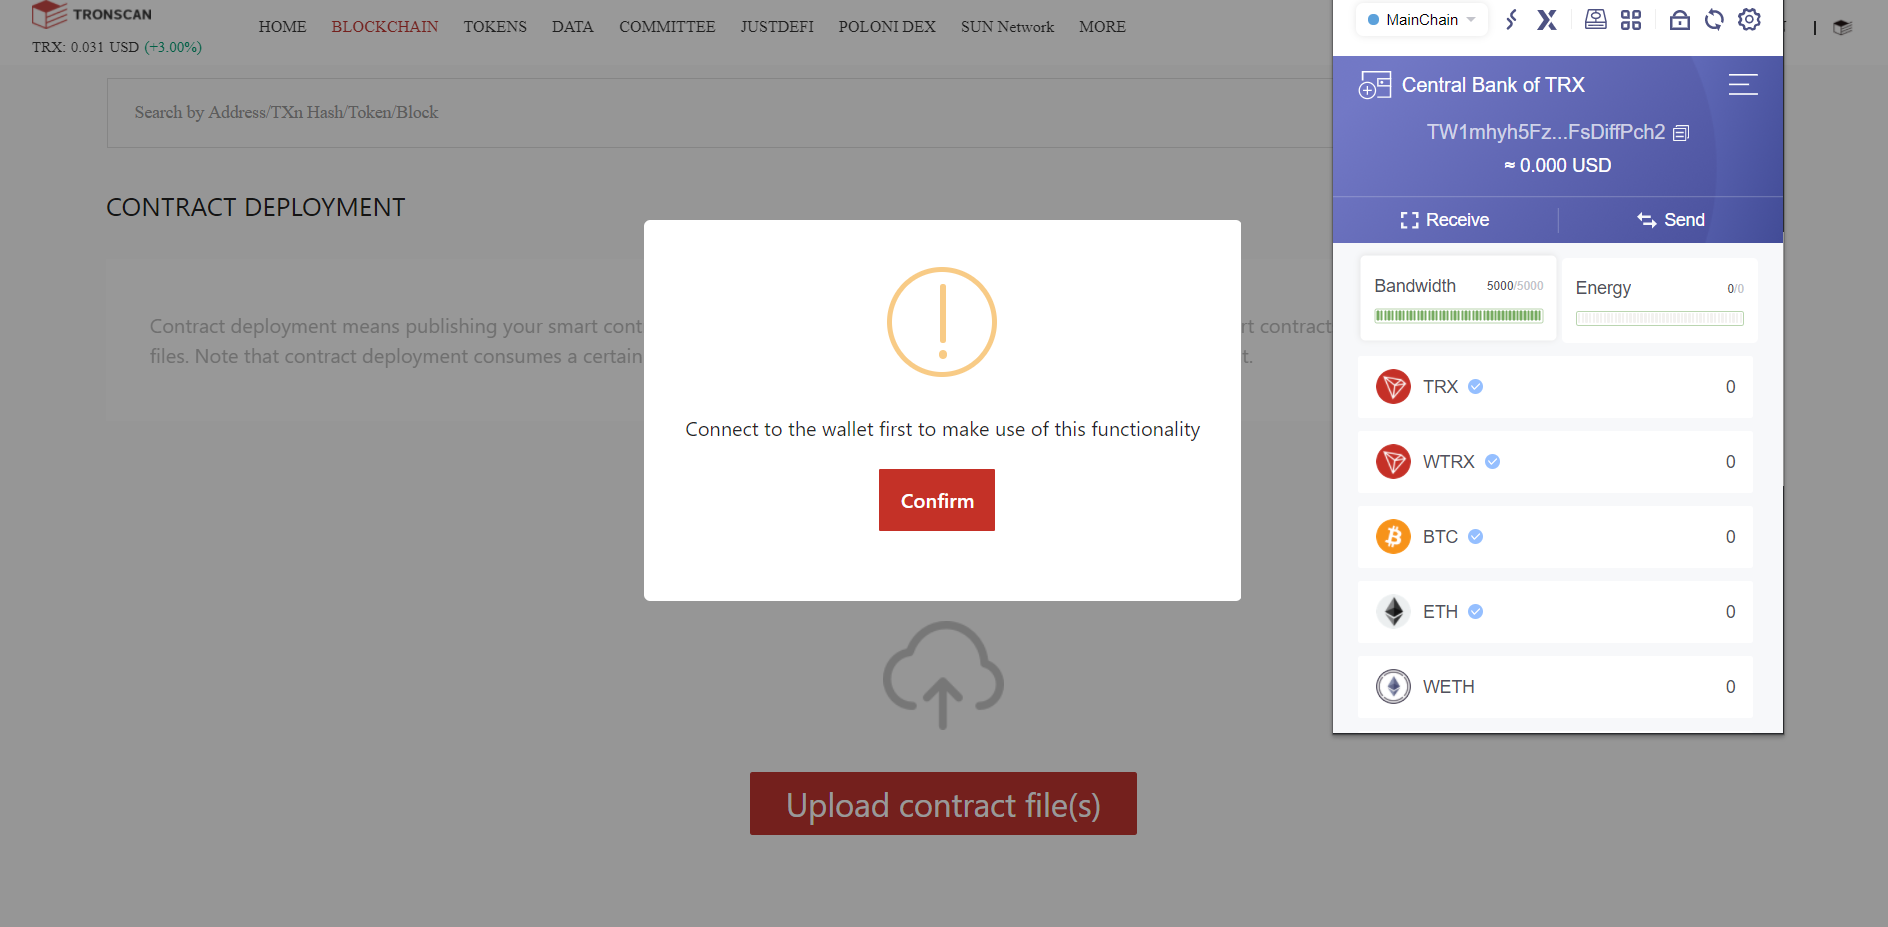 TRONSCAN
TRX: 0.031 USD (+3.00%)
HOME BLOCKCHAIN TOKENS DATA COMMITTEE JUSTDEFI POLONI DEX SUN Network MORE
Search by Address/TXn Hash/Token/Block
CONTRACT DEPLOYMENT
Contract deployment means publishing your smart cont
rt contract
files. Note that contract deployment consumes a certain
t.
Connect to the wallet first to make use of this functionality
Confirm
Upload contract file(s)
MainChain
Central Bank of TRX
TW1mhyh5Fz...FsDiffPch2
≈ 0.000 USD
Receive Send
Bandwidth 5000/5000
Energy 0/0
TRX 0
WTRX 0
BTC 0
ETH 0
WETH 0